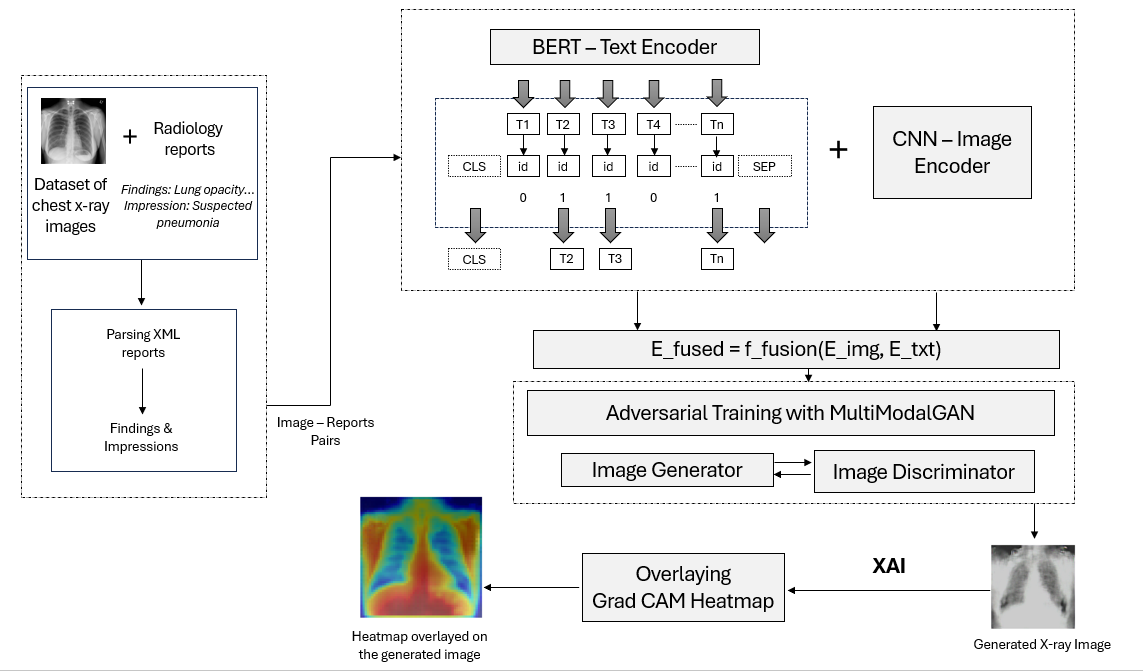 Dataset of
chest x-ray
images
+
Radiology
reports
Findings: Lung opacity...
Impression: Suspected
pneumonia
Parsing XML
reports
Findings &
Impressions
Image – Reports
Pairs
BERT – Text Encoder
T1 T2 T3 T4 ........ Tn
CLS id id id id ........ id SEP
0 1 1 0 1
CLS T2 T3 Tn
+
CNN – Image
Encoder
E_fused = f_fusion(E_img, E_txt)
Adversarial Training with MultiModalGAN
Image Generator
Image Discriminator
Generated X-ray Image
XAI
Overlaying
Grad CAM Heatmap
Heatmap overlayed on
the generated image